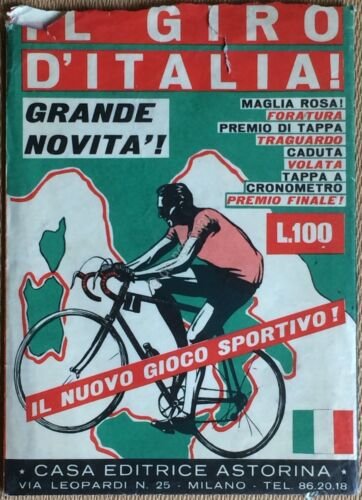 IL GIRO
D'ITALIA!
GRANDE
NOVITA'!
MAGLIA ROSA!
FORATURA
PREMIO DI TAPPA
TRAGUARDO
CADUTA
VOLATA
TAPPA A
CRONOMETRO
PREMIO FINALE!
L.100
IL NUOVO GIOCO SPORTIVO!
* CASA EDITRICE ASTORINA *
VIA LEOPARDI N. 25 - MILANO - TEL. 86.20.18